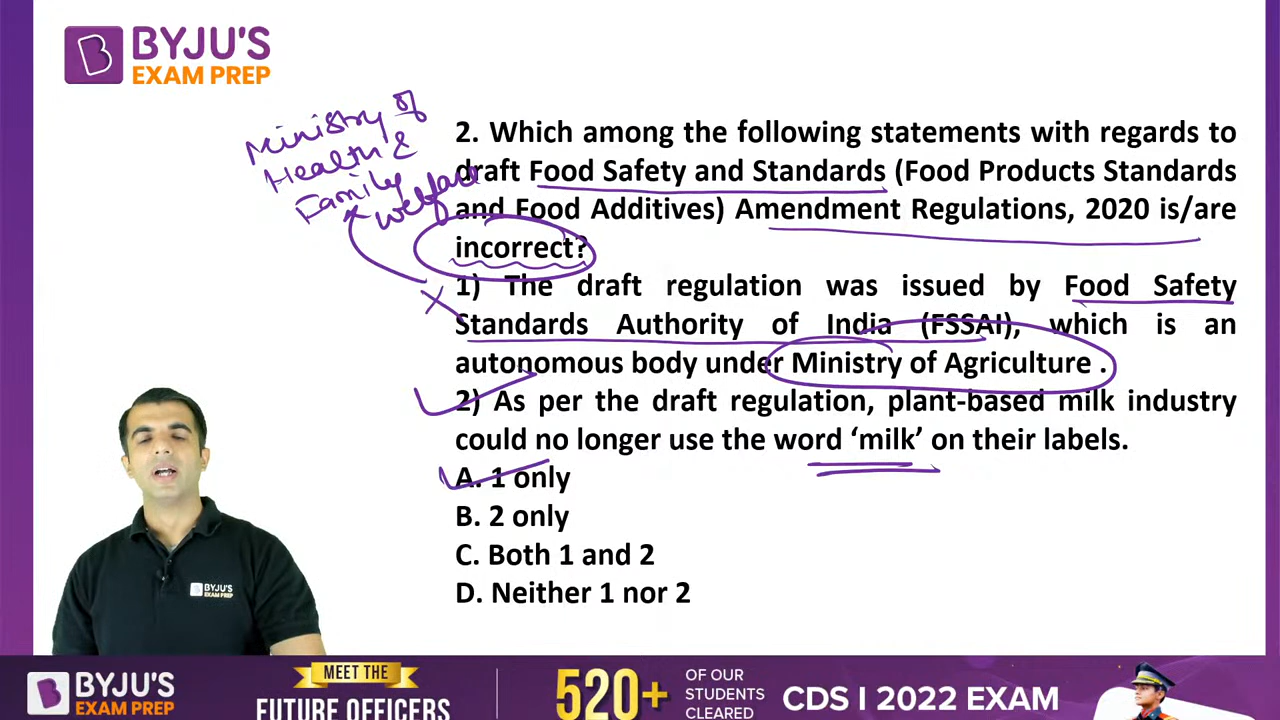 BYJU'S
EXAM PREP
Ministry of
Health &
Family
welfare
2. Which among the following statements with regards to
draft Food Safety and Standards (Food Products Standards
and Food Additives) Amendment Regulations, 2020 is/are
incorrect?
1) The draft regulation was issued by Food Safety
Standards Authority of India (FSSAI), which is an
autonomous body under Ministry of Agriculture .
2) As per the draft regulation, plant-based milk industry
could no longer use the word ‘milk’ on their labels.
A. 1 only
B. 2 only
C. Both 1 and 2
D. Neither 1 nor 2
BYJU'S
EXAM PREP
BYJU'S
EXAM PREP
MEET THE
FUTURE OFFICERS
520+
OF OUR
STUDENTS
CLEARED
CDS I 2022 EXAM